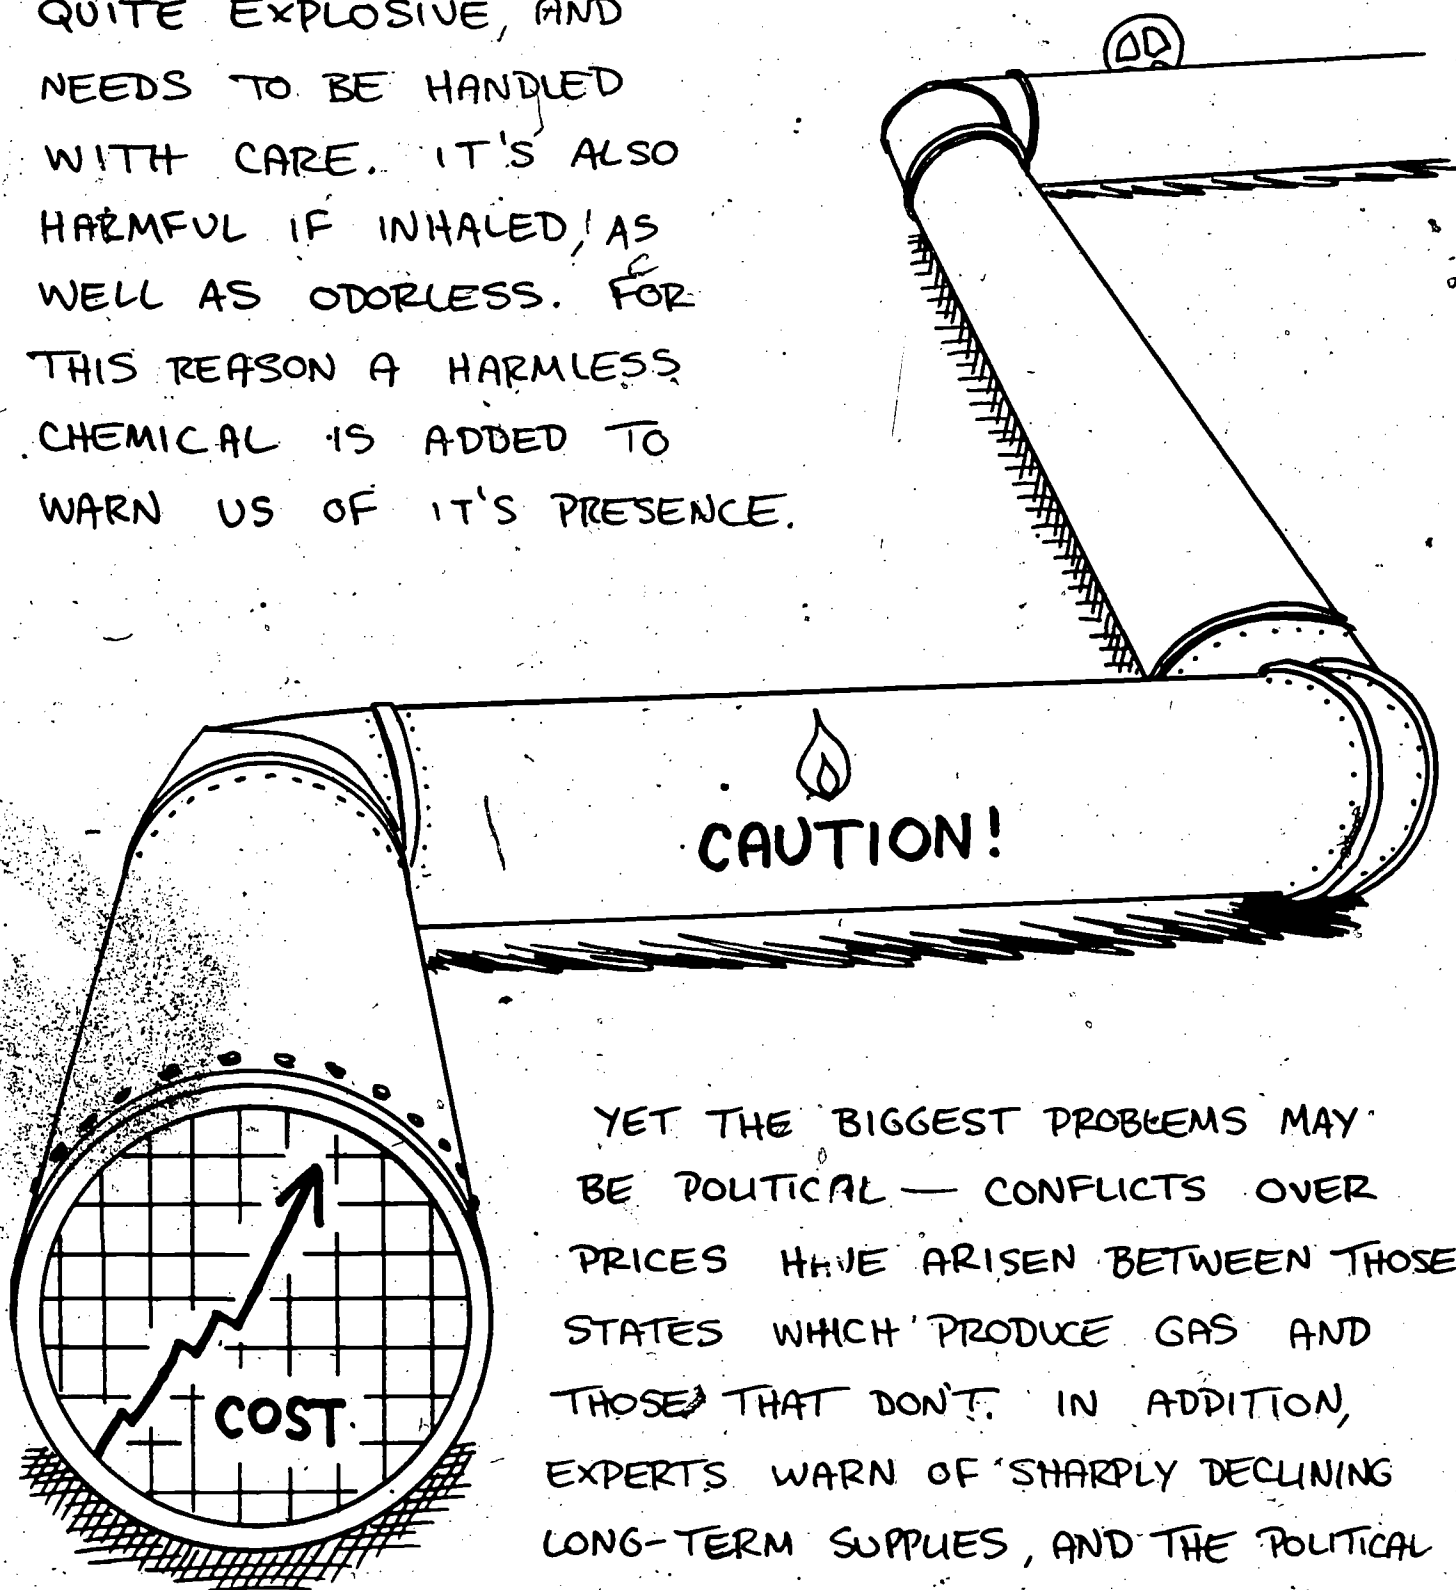 QUITE EXPLOSIVE, AND
NEEDS TO BE HANDLED
WITH CARE. IT'S ALSO
HARMFUL IF INHALED, AS
WELL AS ODORLESS. FOR
THIS REASON A HARMLESS
CHEMICAL IS ADDED TO
WARN US OF IT'S PRESENCE.
CAUTION!
COST
YET THE BIGGEST PROBLEMS MAY
BE POLITICAL — CONFLICTS OVER
PRICES HAVE ARISEN BETWEEN THOSE
STATES WHICH PRODUCE GAS AND
THOSE THAT DON'T. IN ADDITION,
EXPERTS WARN OF SHARPLY DECLINING
LONG-TERM SUPPLIES, AND THE POLITICAL